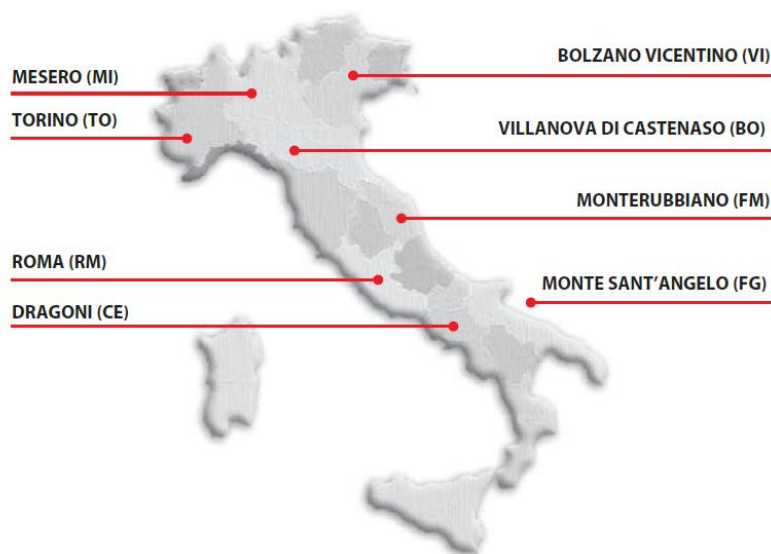 BOLZANO VICENTINO (VI)
MESERO (MI)
TORINO (TO)
VILLANOVA DI CASTENASO (BO)
MONTERUBBIANO (FM)
ROMA (RM)
MONTE SANT’ANGELO (FG)
DRAGONI (CE)